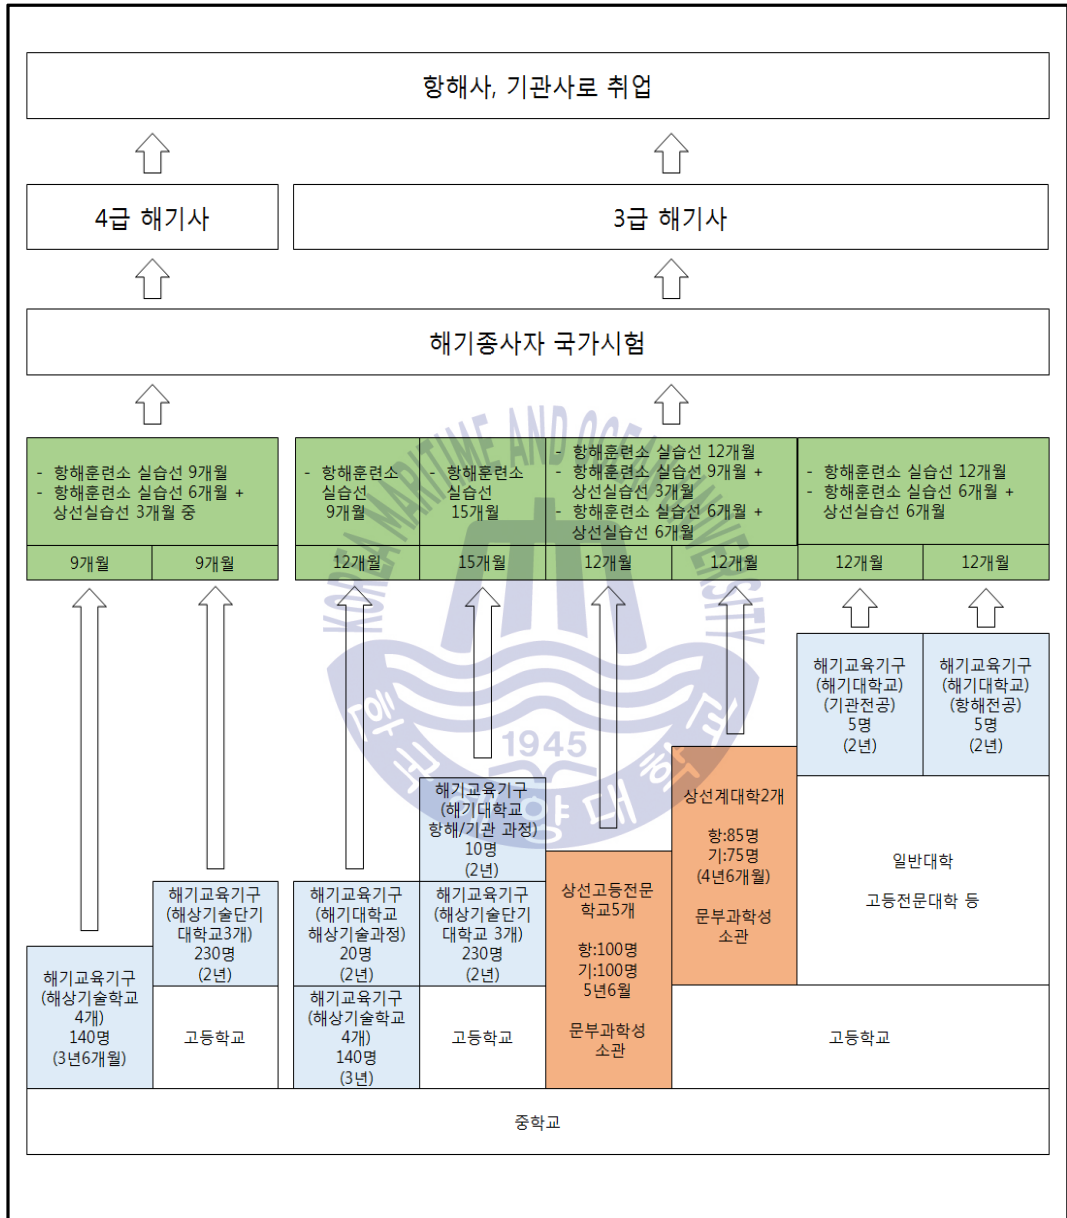 항해사, 기관사로 취업
4급 해기사
3급 해기사
해기종사자 국가시험
- 항해훈련소 실습선 9개월
- 항해훈련소 실습선 6개월 +
상선실습선 3개월 중
- 항해훈련소
실습선
9개월
- 항해훈련소
실습선
15개월
- 항해훈련소 실습선 12개월
- 항해훈련소 실습선 9개월 +
상선실습선 3개월
- 항해훈련소 실습선 6개월 +
상선실습선 6개월
- 항해훈련소 실습선 12개월
- 항해훈련소 실습선 6개월 +
상선실습선 6개월
9개월
9개월
12개월
15개월
12개월
12개월
12개월
12개월
해기교육기구
(해기대학교)
(기관전공)
5명
(2년)
해기교육기구
(해기대학교)
(항해전공)
5명
(2년)
해기교육기구
(해기대학교
항해/기관 과정)
10명
(2년)
상선계대학2개
항:85명
기:75명
(4년6개월)
문부과학성
소관
일반대학
고등전문대학 등
상선고등전문
학교5개
항:100명
기:100명
5년6월
문부과학성
소관
해기교육기구
(해상기술단기
대학교3개)
230명
(2년)
해기교육기구
(해기대학교
해상기술과정)
20명
(2년)
해기교육기구
(해상기술단기
대학교 3개)
230명
(2년)
해기교육기구
(해상기술학교
4개)
140명
(3년6개월)
고등학교
해기교육기구
(해상기술학교
4개)
140명
(3년)
고등학교
고등학교
중학교
KOREA MARITIME AND OCEAN UNIVERSITY
1945
한국해양대학교